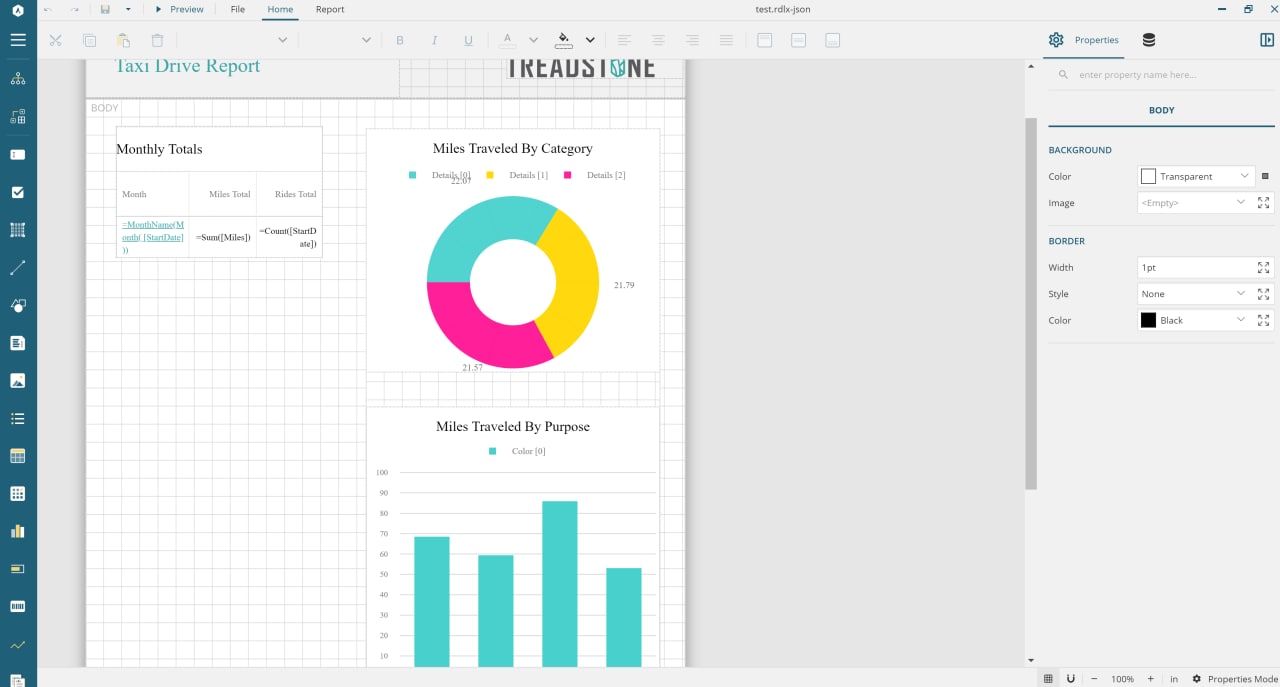 Preview
File
Home
Report
test.rdlx-json
B
I
U
A
Properties
enter property name here...
BODY
BACKGROUND
Color
Transparent
Image
<Empty>
BORDER
Width
1pt
Style
None
Color
Black
Taxi Drive Report
TREADSTONE
BODY
Monthly Totals
Month
Miles Total
Rides Total
=MonthName(M
onth( [StartDate]
))
=Sum([Miles])
=Count([StartD
ate])
Miles Traveled By Category
Details [0]
Details [1]
Details [2]
22.07
21.79
21.57
Miles Traveled By Purpose
Color [0]
100
90
80
70
60
50
40
30
20
10
100%
in
Properties Mode